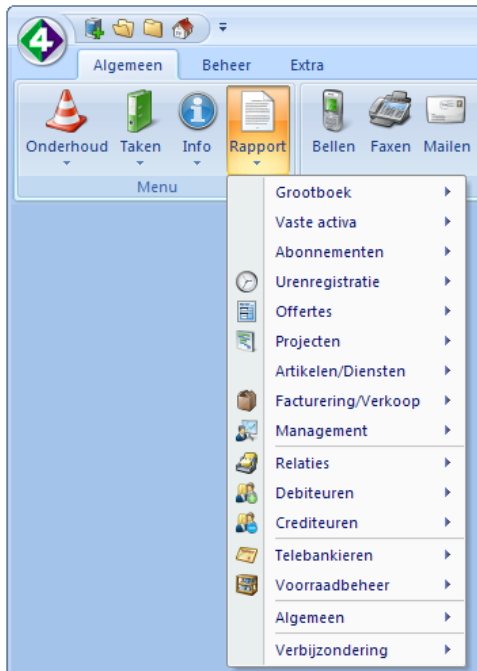 4
Algemeen Beheer Extra
Onderhoud Taken Info Rapport Bellen Faxen Mailen
Menu
Grootboek
Vaste activa
Abonnementen
Urenregistratie
Offertes
Projecten
Artikelen/Diensten
Facturering/Verkoop
Management
Relaties
Debiteuren
Crediteuren
Telebankieren
Voorraadbeheer
Algemeen
Verbijzondering